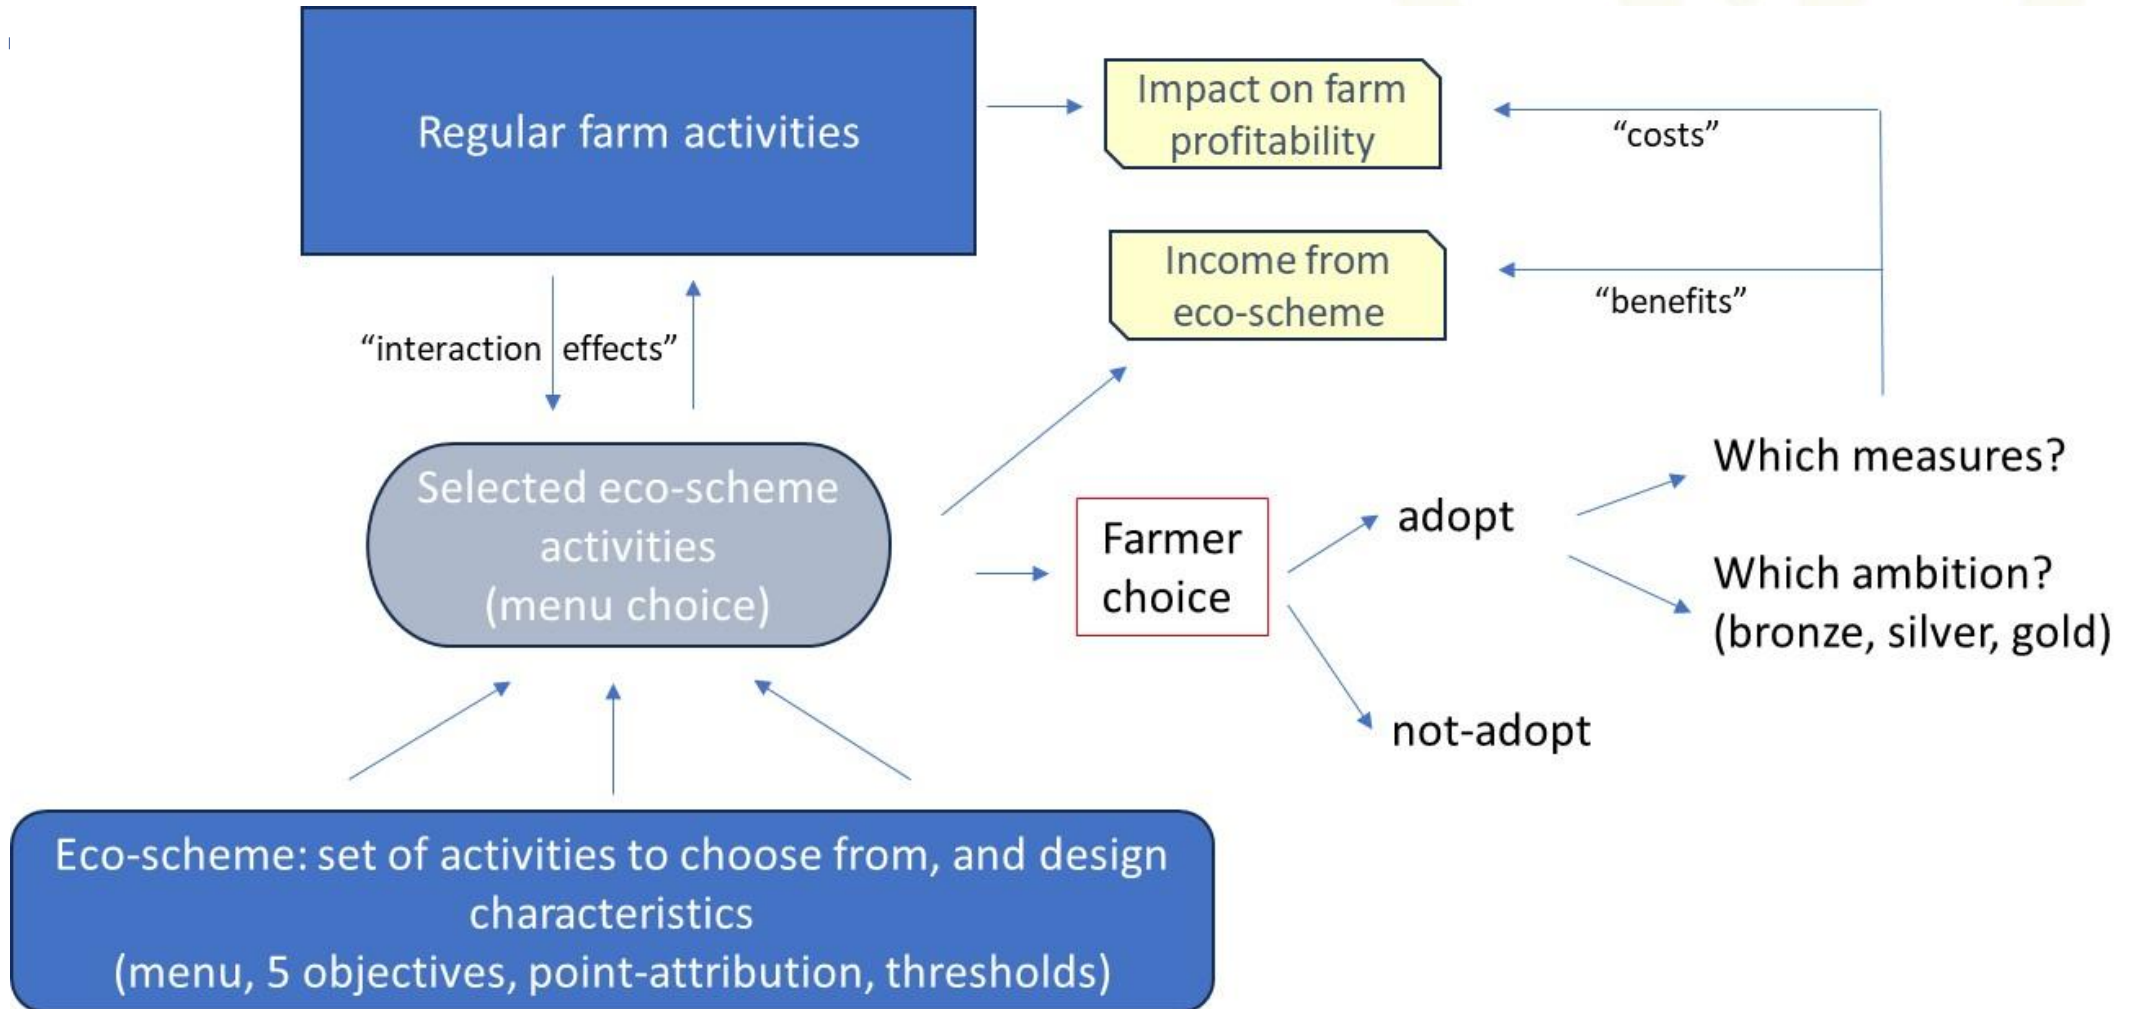 Regular farm activities
Impact on farm
profitability
“costs”
Income from
eco-scheme
“benefits”
“interaction effects”
Selected eco-scheme
activities
(menu choice)
Farmer
choice
adopt
not-adopt
Which measures?
Which ambition?
(bronze, silver, gold)
Eco-scheme: set of activities to choose from, and design
characteristics
(menu, 5 objectives, point-attribution, thresholds)